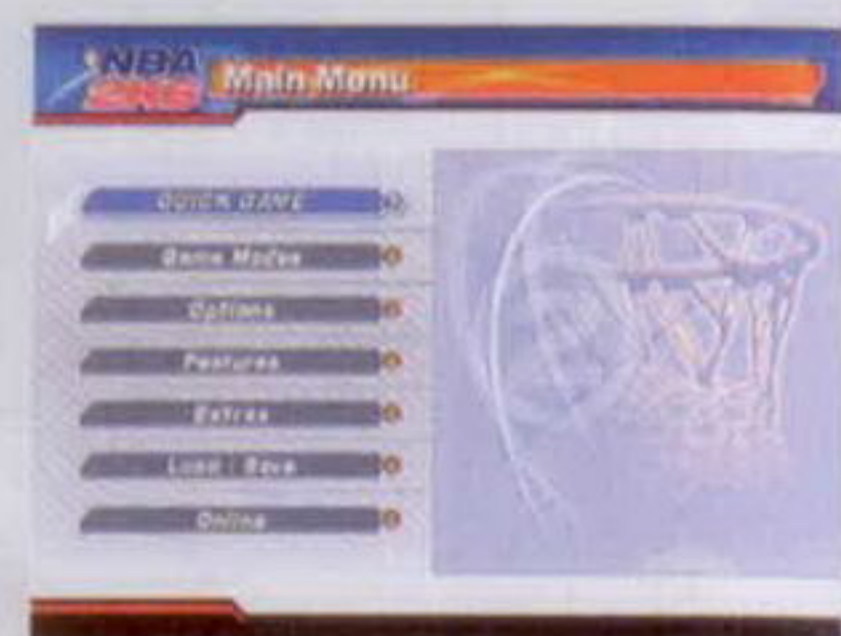 NBA
2K3
Main Menu
QUICK GAME
Game Modes
Options
Features
Extras
Load / Save
Online